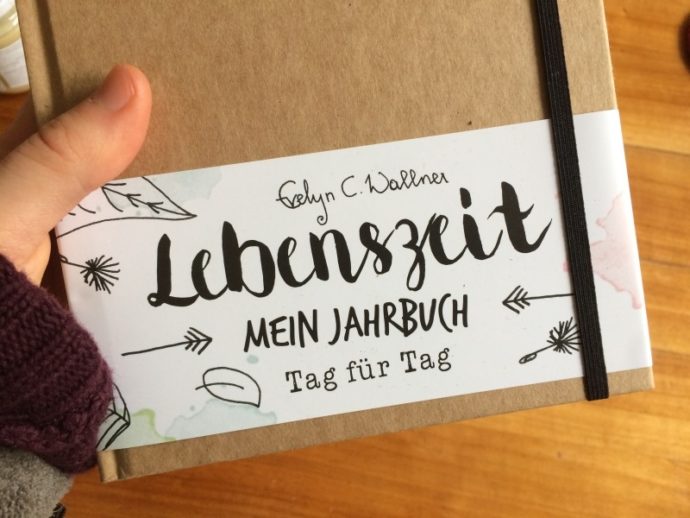 Evelyn C. Wallner
Lebenszeit
MEIN JAHRBUCH
Tag für Tag